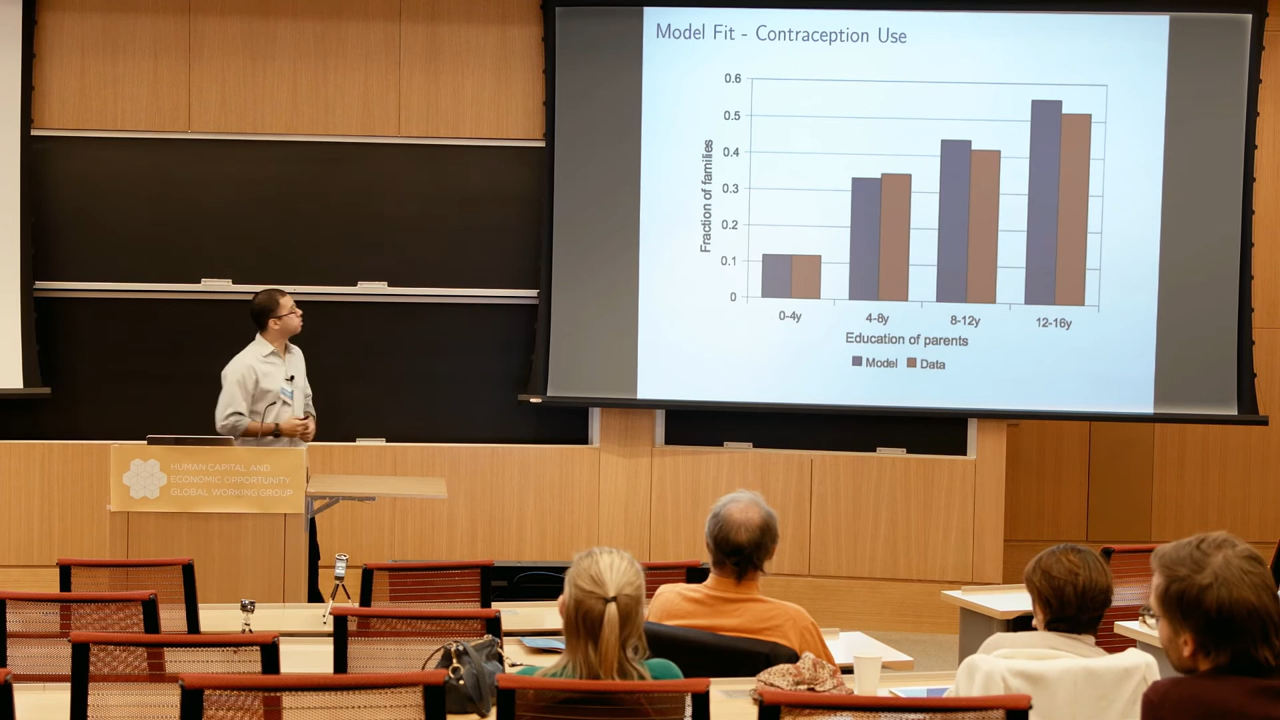 Model Fit - Contraception Use
0.6
0.5
0.4
0.3
0.2
0.1
0
Fraction of families
0-4y
4-8y
8-12y
12-16y
Education of parents
Model
Data
HUMAN CAPITAL AND
ECONOMIC OPPORTUNITY
GLOBAL WORKING GROUP